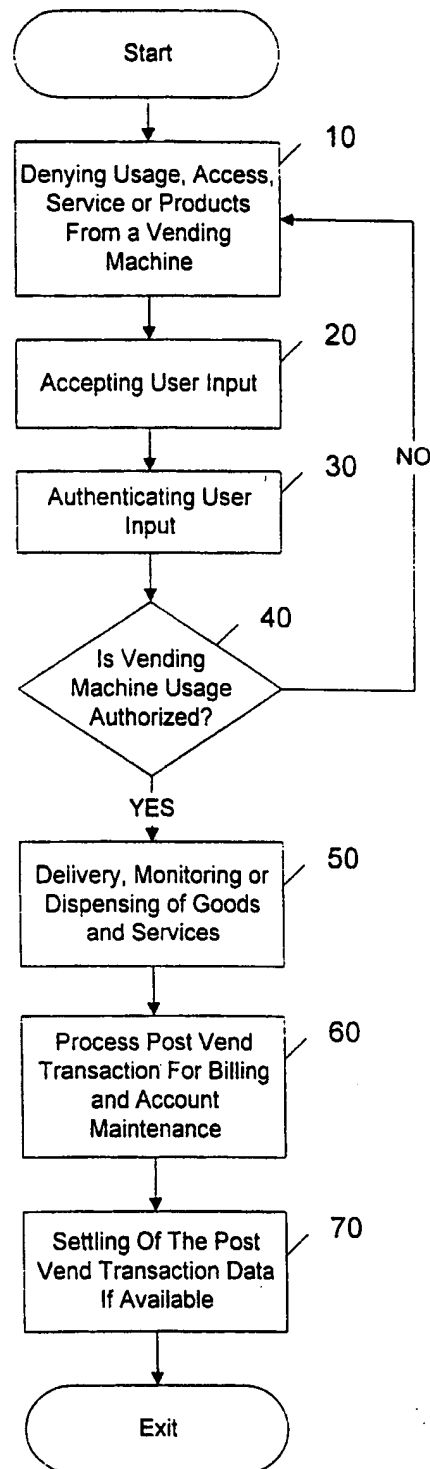 Start
10
Denying Usage, Access,
Service or Products
From a Vending
Machine
20
Accepting User Input
30
Authenticating User
Input
NO
40
Is Vending
Machine Usage
Authorized?
YES
50
Delivery, Monitoring or
Dispensing of Goods
and Services
60
Process Post Vend
Transaction For Billing
and Account
Maintenance
70
Settling Of The Post
Vend Transaction Data
If Available
Exit